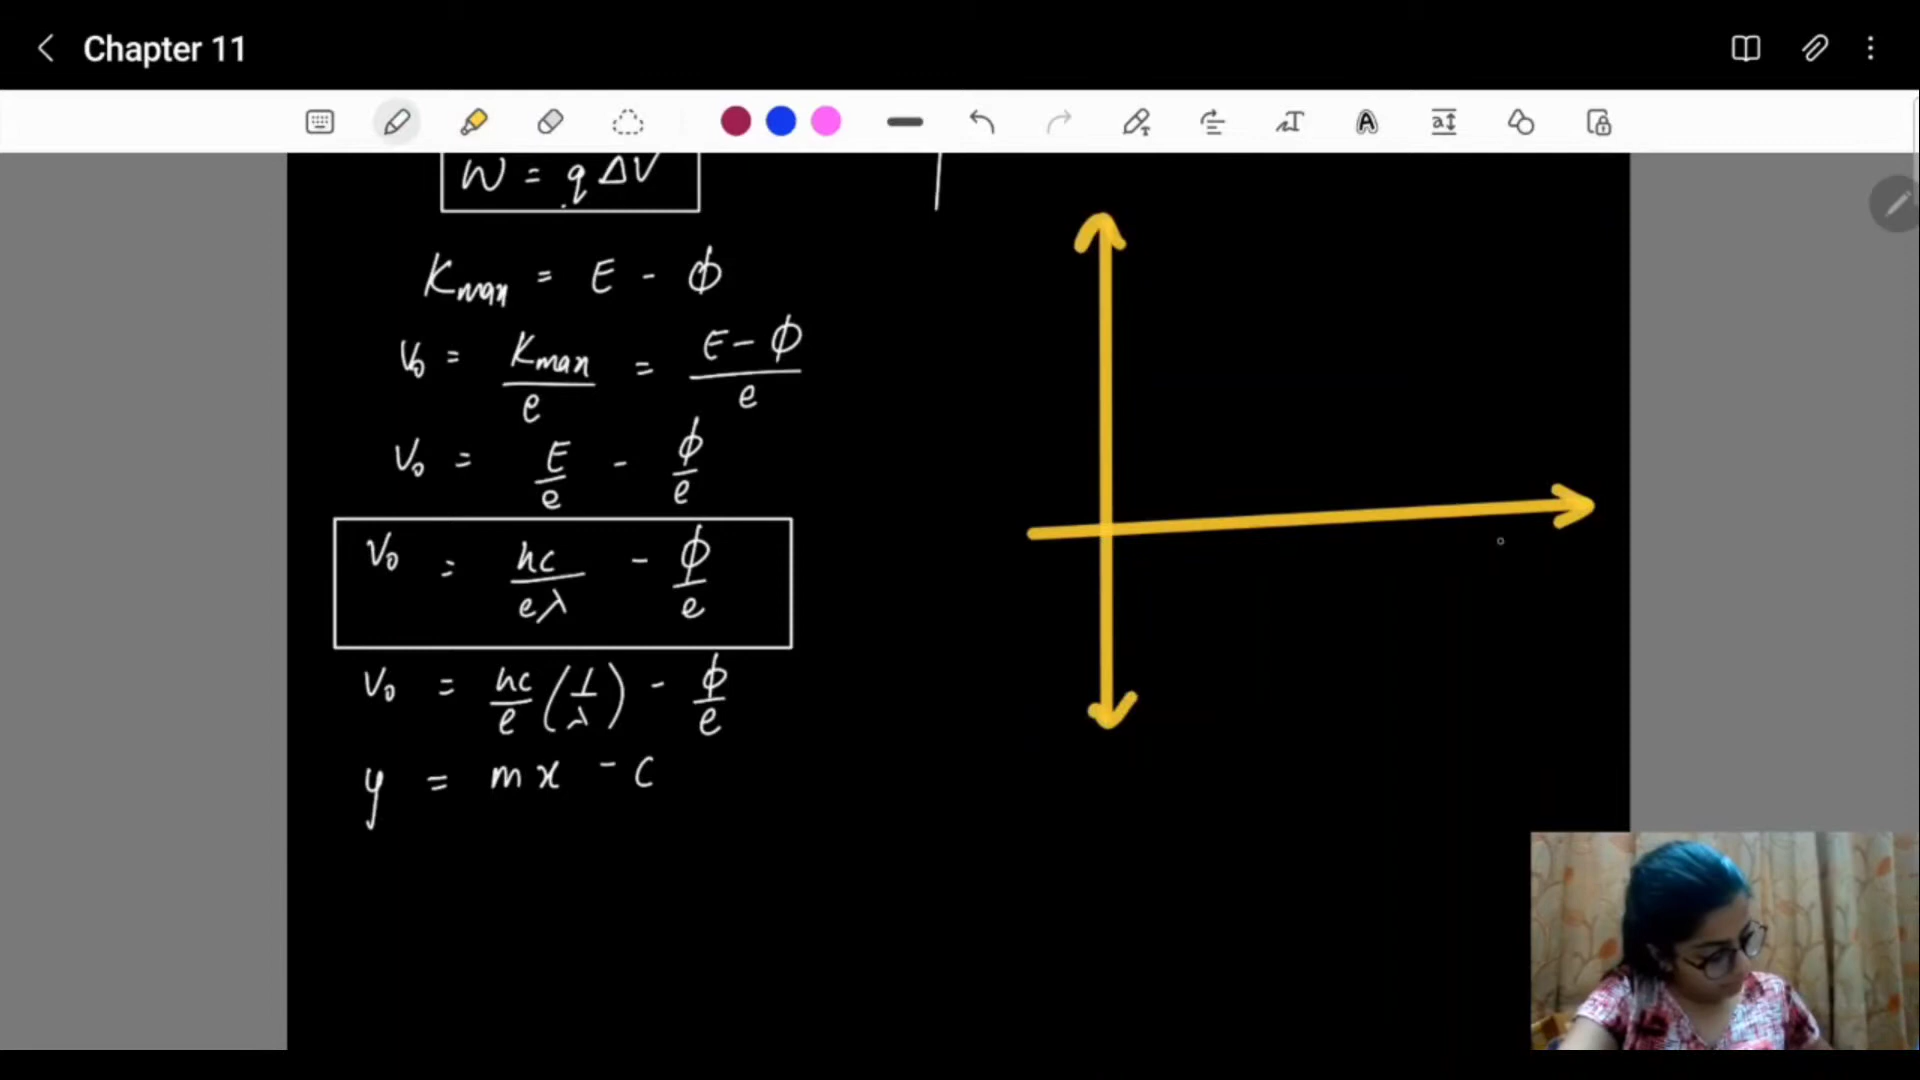 Chapter 11
W = qΔV
Kmax = E - ϕ
V₀ = Kmax/e = E-ϕ/e
V₀ = E/e - ϕ/e
V₀ = hc/eλ - ϕ/e
V₀ = hc/e (1/λ) - ϕ/e
y = mx - c